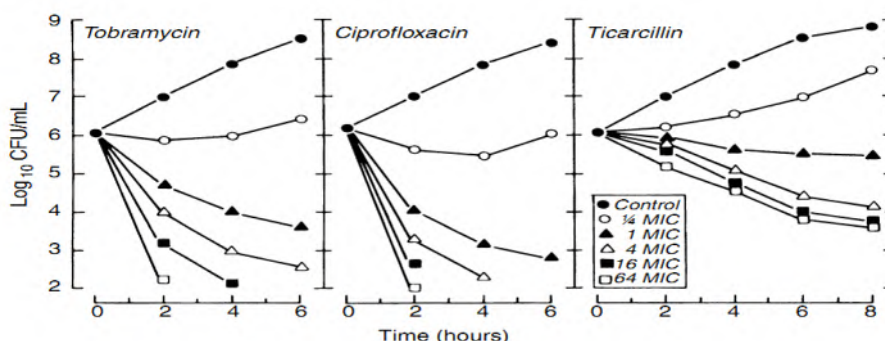 Tobramycin
Ciprofloxacin
Ticarcillin
9
8
7
6
5
4
3
2
Log10 CFU/mL
Control
¼ MIC
1 MIC
4 MIC
16 MIC
64 MIC
0 2 4 6
0 2 4 6
0 2 4 6 8
Time (hours)